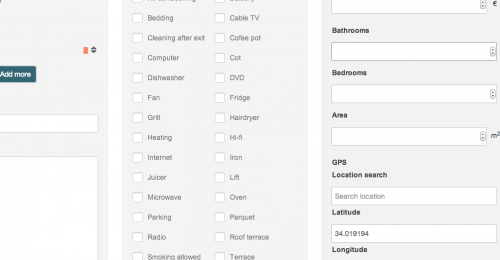 Add more
Bedding
Cable TV
Cleaning after exit
Cofee pot
Computer
Cot
Dishwasher
DVD
Fan
Fridge
Grill
Hairdryer
Heating
Hi-fi
Internet
Iron
Juicer
Lift
Microwave
Oven
Parking
Parquet
Radio
Roof terrace
Smoking allowed
Terrace
€
Bathrooms
Bedrooms
Area
m2
GPS
Location search
Search location
Latitude
34.019194
Longitude